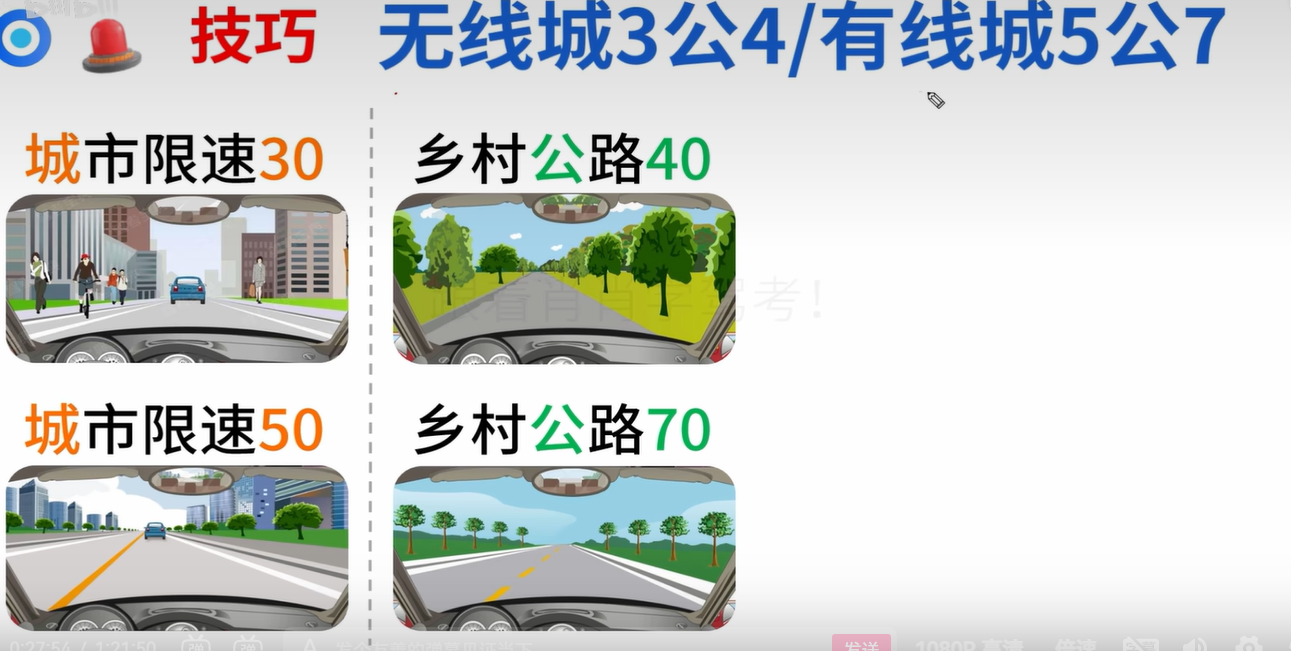 技巧 无线城3公4/有线城5公7
城市限速30 乡村公路40
跟着肖肖学驾考!
城市限速50 乡村公路70
0:27:54 / 1:21:50 弹 弹 发送 1080P 高清 倍速